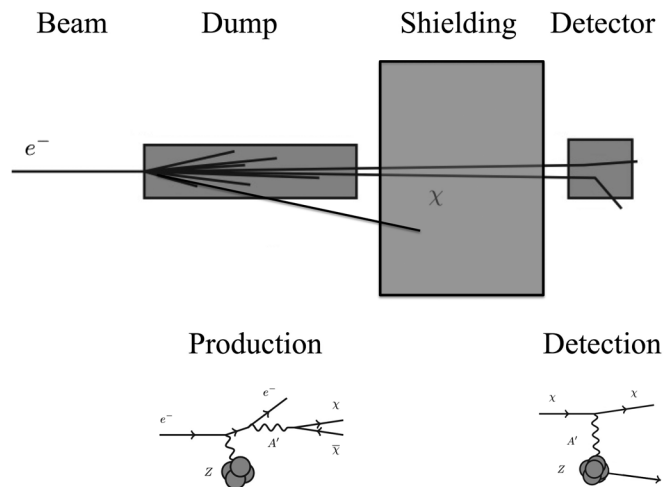 Beam Dump Shielding Detector
e⁻
χ
Production Detection
e⁻ e⁻ A′ χ χ̅ Z
χ χ A′ Z